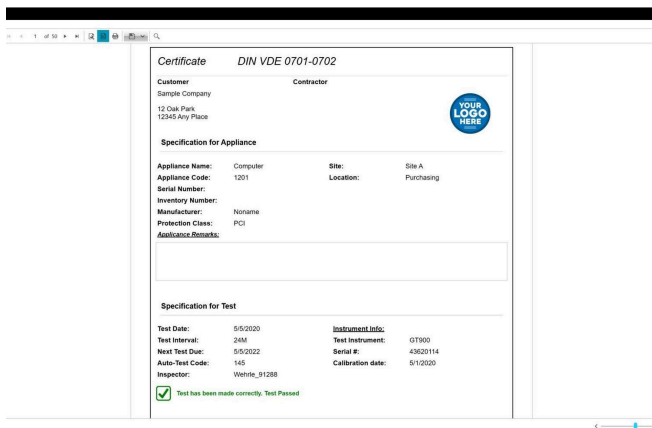 1 of 50
Certificate DIN VDE 0701-0702
Customer Contractor
Sample Company
12 Oak Park
12345 Any Place
YOUR
LOGO
HERE
Specification for Appliance
Appliance Name: Computer Site: Site A
Appliance Code: 1201 Location: Purchasing
Serial Number:
Inventory Number:
Manufacturer: Noname
Protection Class: PCI
Applicance Remarks:
Specification for Test
Test Date: 5/5/2020 Instrument Info:
Test Interval: 24M Test Instrument: GT900
Next Test Due: 5/5/2022 Serial #: 43620114
Auto-Test Code: 145 Calibration date: 5/1/2020
Inspector: Wehrle_91288
Test has been made correctly. Test Passed